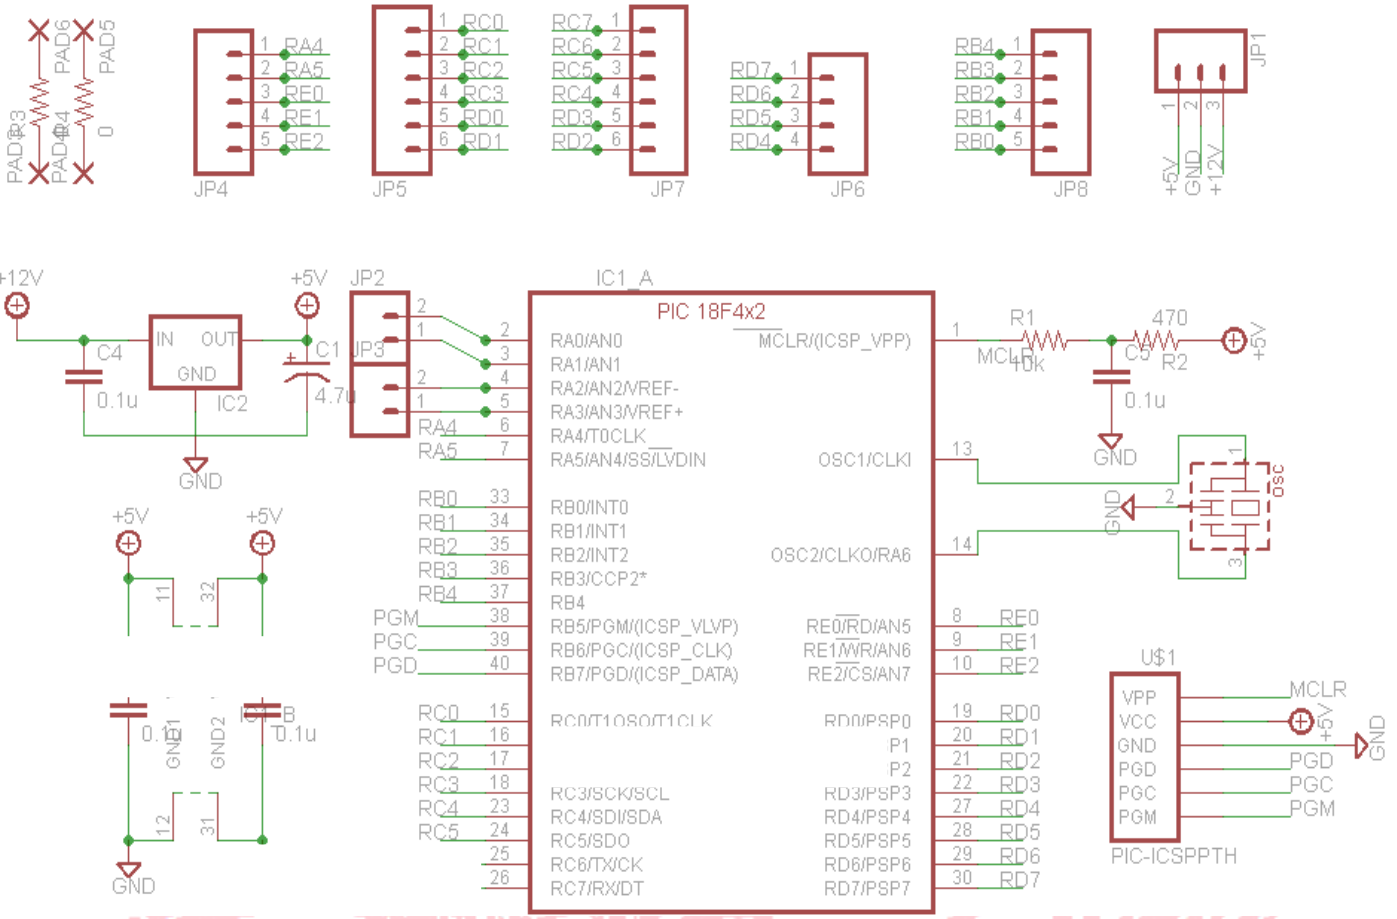 PAD6
PAD5
R3
R4
0
PAD3
PAD4
1 RA4
2 RA5
3 RE0
4 RE1
5 RE2
JP4
1 RC0
2 RC1
3 RC2
4 RC3
5 RD0
6 RD1
JP5
RC7 1
RC6 2
RC5 3
RC4 4
RD3 5
RD2 6
JP7
RD7 1
RD6 2
RD5 3
RD4 4
JP6
RB4 1
RB3 2
RB2 3
RB1 4
RB0 5
JP8
JP1
1 2 3
+5V
GND
+12V
+12V
+5V
IN OUT
GND
IC2
C4
0.1u
C1
4.7u
GND
JP2
2
1
JP3
2
1
IC1_A
PIC 18F4x2
2 RA0/AN0
3 RA1/AN1
4 RA2/AN2/VREF-
5 RA3/AN3/VREF+
RA4 6 RA4/T0CLK
RA5 7 RA5/AN4/SS/LVDIN
RB0 33 RB0/INT0
RB1 34 RB1/INT1
RB2 35 RB2/INT2
RB3 36 RB3/CCP2*
RB4 37 RB4
PGM 38 RB5/PGM/(ICSP_VLVP)
PGC 39 RB6/PGC/(ICSP_CLK)
PGD 40 RB7/PGD/(ICSP_DATA)
RC0 15 RC0/T1OSO/T1CLK
RC1 16
RC2 17
RC3 18 RC3/SCK/SCL
RC4 23 RC4/SDI/SDA
RC5 24 RC5/SDO
25 RC6/TX/CK
26 RC7/RX/DT
MCLR/(ICSP_VPP) 1
OSC1/CLKI 13
OSC2/CLKO/RA6 14
RE0/RD/AN5 8 RE0
RE1/WR/AN6 9 RE1
RE2/CS/AN7 10 RE2
RD0/PSP0 19 RD0
P1 20 RD1
P2 21 RD2
RD3/PSP3 22 RD3
RD4/PSP4 27 RD4
RD5/PSP5 28 RD5
RD6/PSP6 29 RD6
RD7/PSP7 30 RD7
MCLR
R1
10k
C5
0.1u
470
R2
+5V
GND
1
2
3
GND
OSC
+5V
+5V
11
32
0.1u
GND1
GND2
0.1u
12
31
GND
U$1
VPP MCLR
VCC +5V
GND GND
PGD PGD
PGC PGC
PGM PGM
PIC-ICSPPTH